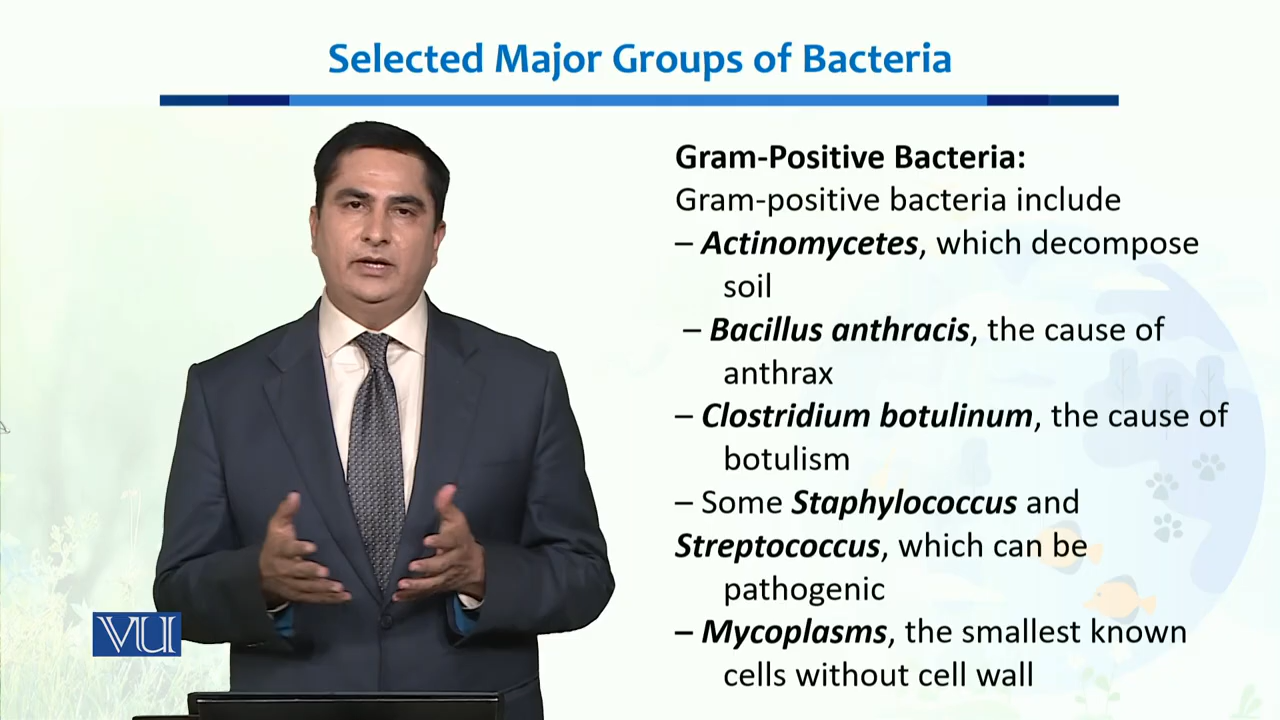 Selected Major Groups of Bacteria
Gram-Positive Bacteria:
Gram-positive bacteria include
– Actinomycetes, which decompose
soil
– Bacillus anthracis, the cause of
anthrax
– Clostridium botulinum, the cause of
botulism
– Some Staphylococcus and
Streptococcus, which can be
pathogenic
– Mycoplasms, the smallest known
cells without cell wall
VU